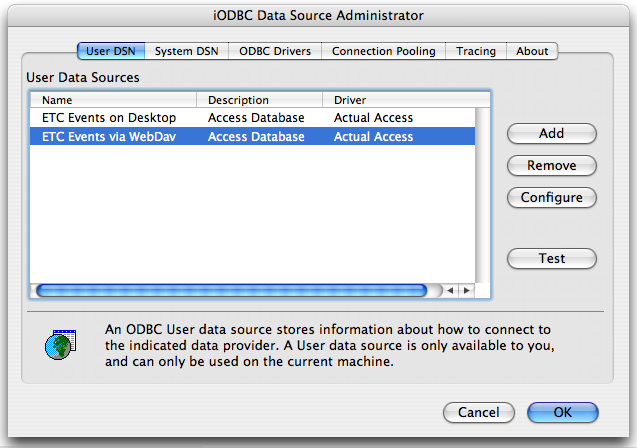 iODBC Data Source Administrator
User DSN System DSN ODBC Drivers Connection Pooling Tracing About
User Data Sources
Name Description Driver
ETC Events on Desktop Access Database Actual Access
ETC Events via WebDav Access Database Actual Access
Add
Remove
Configure
Test
An ODBC User data source stores information about how to connect to
the indicated data provider. A User data source is only available to you,
and can only be used on the current machine.
Cancel OK